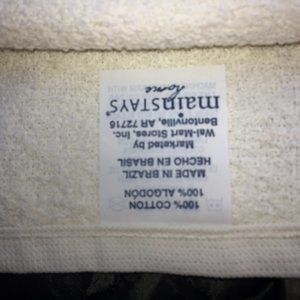 mainSTAYS
home
Marketed by
Wal-Mart Stores, Inc.
Bentonville, AR 72716
MADE IN BRAZIL
HECHO EN BRASIL
100% COTTON
100% ALGODÓN